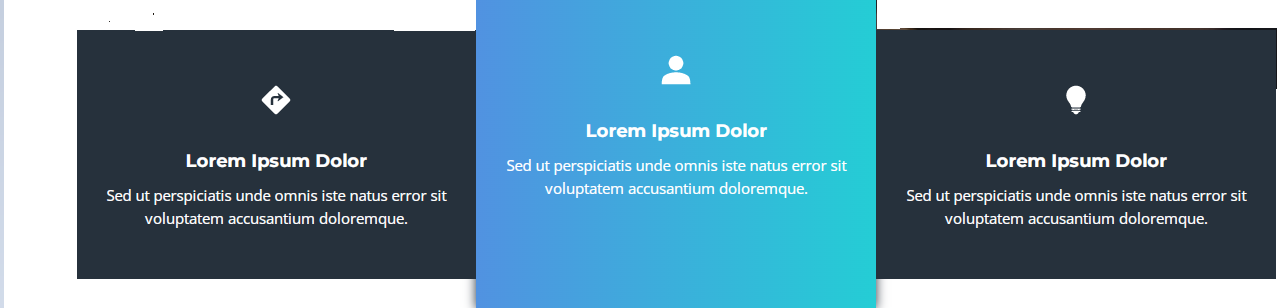 Lorem Ipsum Dolor
Sed ut perspiciatis unde omnis iste natus error sit
voluptatem accusantium doloremque.
Lorem Ipsum Dolor
Sed ut perspiciatis unde omnis iste natus error sit
voluptatem accusantium doloremque.
Lorem Ipsum Dolor
Sed ut perspiciatis unde omnis iste natus error sit
voluptatem accusantium doloremque.